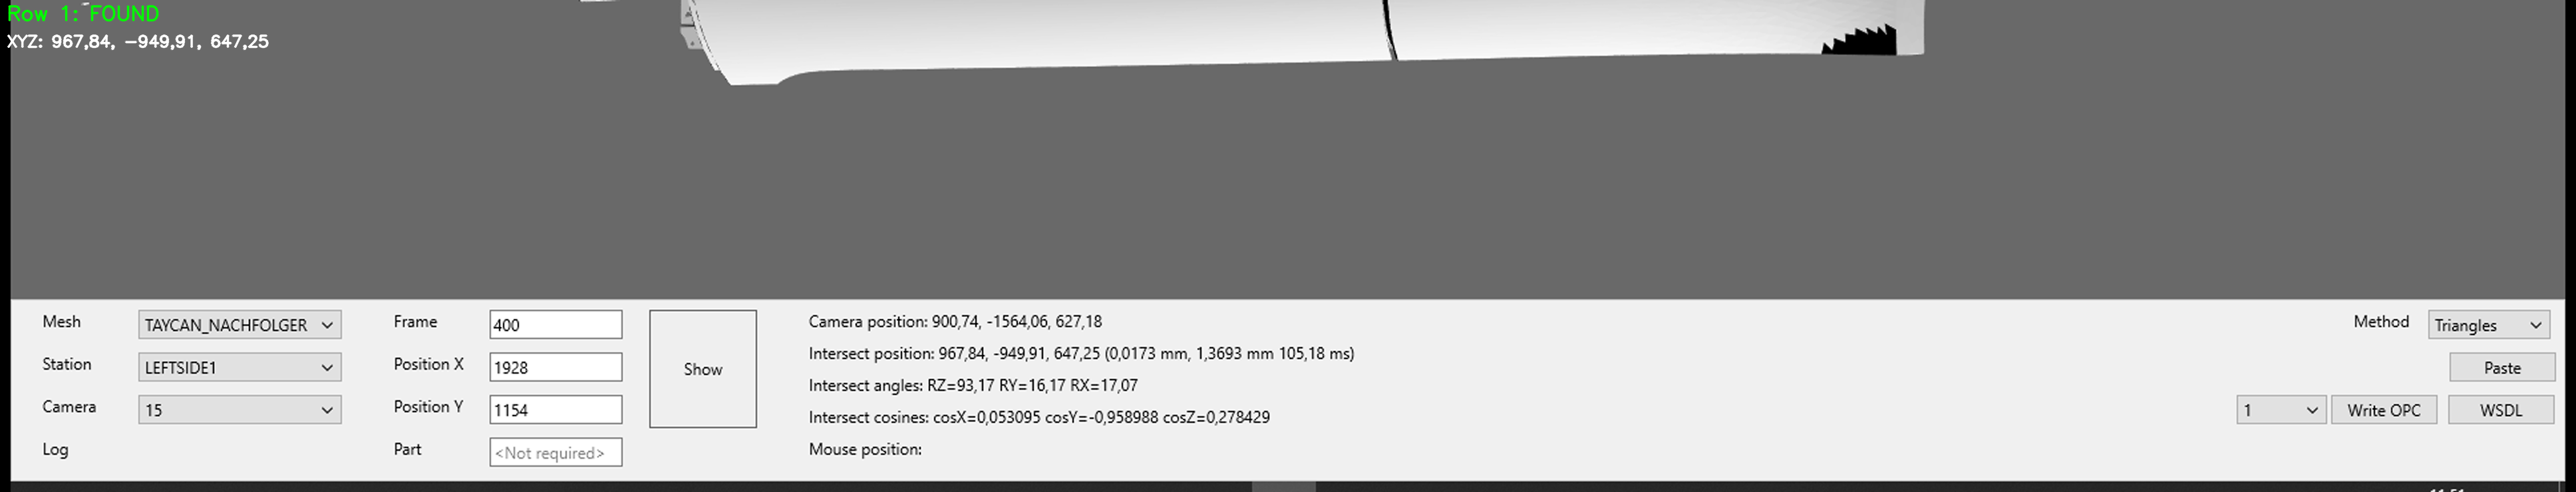 Row 1: FOUND
XYZ: 967,84, -949,91, 647,25
Mesh TAYCAN_NACHFOLGER Frame 400 Camera position: 900,74, -1564,06, 627,18 Method Triangles
Intersect position: 967,84, -949,91, 647,25 (0,0173 mm, 1,3693 mm 105,18 ms)
Station LEFTSIDE1 Position X 1928 Show Paste
Intersect angles: RZ=93,17 RY=16,17 RX=17,07
Camera 15 Position Y 1154 Intersect cosines: cosX=0,053095 cosY=-0,958988 cosZ=0,278429 1 Write OPC WSDL
Log Part <Not required> Mouse position: